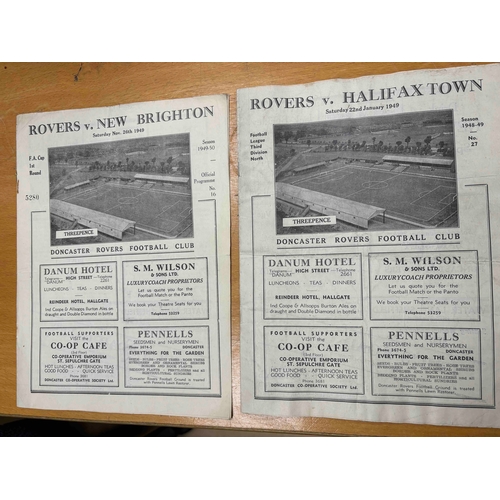 ROVERS v. NEW BRIGHTON
Saturday Nov. 26th 1949
F.A. Cup
1st
Round
5280
Season
1949-50
Official
Programme
No.
16
THREEPENCE
DONCASTER ROVERS FOOTBALL CLUB
DANUM HOTEL
HIGH STREET
LUNCHEONS - TEAS - DINNERS
REINDEER HOTEL, HALLGATE
Ind Coope & Allsopps Burton Ales on
draught and Double Diamond in bottle
S. M. WILSON
& SONS LTD.
LUXURY COACH PROPRIETORS
Let us quote you for the
Football Match or the Panto
We book your Theatre Seats for you
Telephone 53259
FOOTBALL SUPPORTERS
VISIT the
CO-OP CAFE
(2nd Floor)
CO-OPERATIVE EMPORIUM
ST. SEPULCHRE GATE
HOT LUNCHES - AFTERNOON TEAS
GOOD FOOD - QUICK SERVICE
DONCASTER CO-OPERATIVE SOCIETY Ltd.
PENNELLS
SEEDSMEN and NURSERYMEN
DONCASTER
EVERYTHING FOR THE GARDEN
ROVERS v. HALIFAX TOWN
Saturday 22nd January 1949
Football
League
Third
Division
North
Season
1948-49
No.
27
THREEPENCE
DONCASTER ROVERS FOOTBALL CLUB
DANUM HOTEL
HIGH STREET
LUNCHEONS - TEAS - DINNERS
REINDEER HOTEL, HALLGATE
Ind Coope & Allsopps Burton Ales on
draught and Double Diamond in bottle
S. M. WILSON
& SONS LTD.
LUXURY COACH PROPRIETORS
Let us quote you for the
Football Match or the Panto
We book your Theatre Seats for you
Telephone 53259
FOOTBALL SUPPORTERS
VISIT the
CO-OP CAFE
(2nd Floor)
CO-OPERATIVE EMPORIUM
ST. SEPULCHRE GATE
HOT LUNCHES - AFTERNOON TEAS
GOOD FOOD - QUICK SERVICE
DONCASTER CO-OPERATIVE SOCIETY Ltd.
PENNELLS
SEEDSMEN and NURSERYMEN
DONCASTER
EVERYTHING FOR THE GARDEN